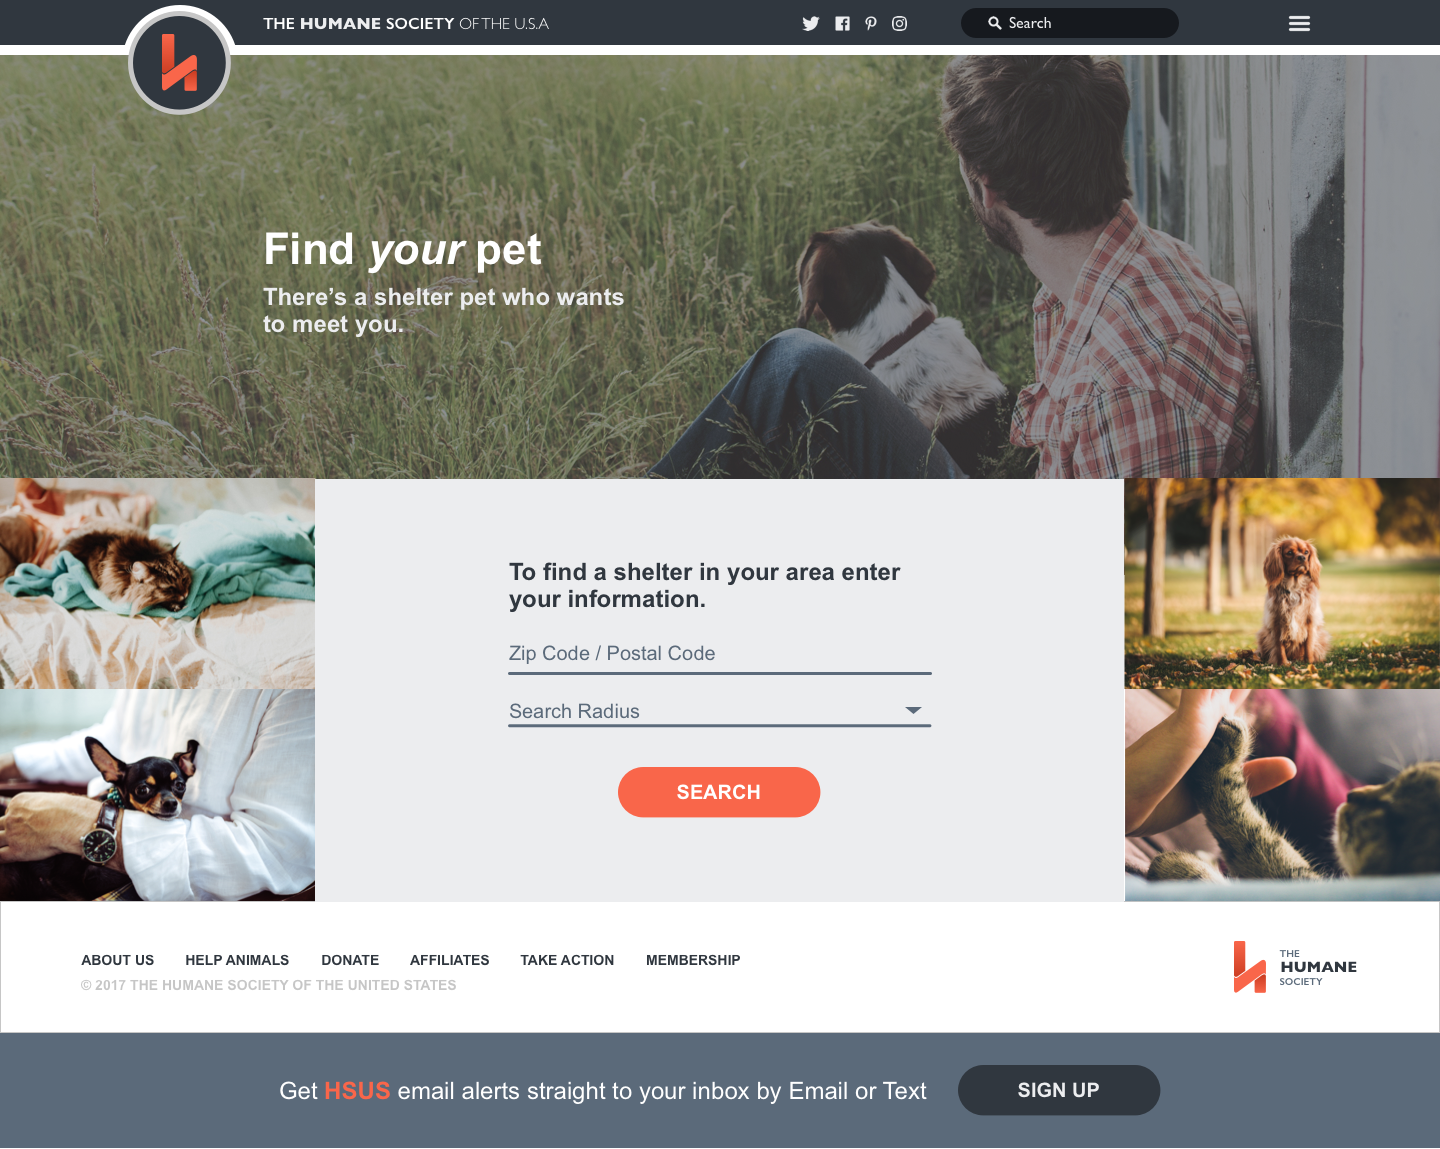 THE HUMANE SOCIETY OF THE U.S.A
Search
Find your pet
There’s a shelter pet who wants
to meet you.
To find a shelter in your area enter
your information.
Zip Code / Postal Code
Search Radius
SEARCH
ABOUT US HELP ANIMALS DONATE AFFILIATES TAKE ACTION MEMBERSHIP
© 2017 THE HUMANE SOCIETY OF THE UNITED STATES
THE
HUMANE
SOCIETY
Get HSUS email alerts straight to your inbox by Email or Text
SIGN UP